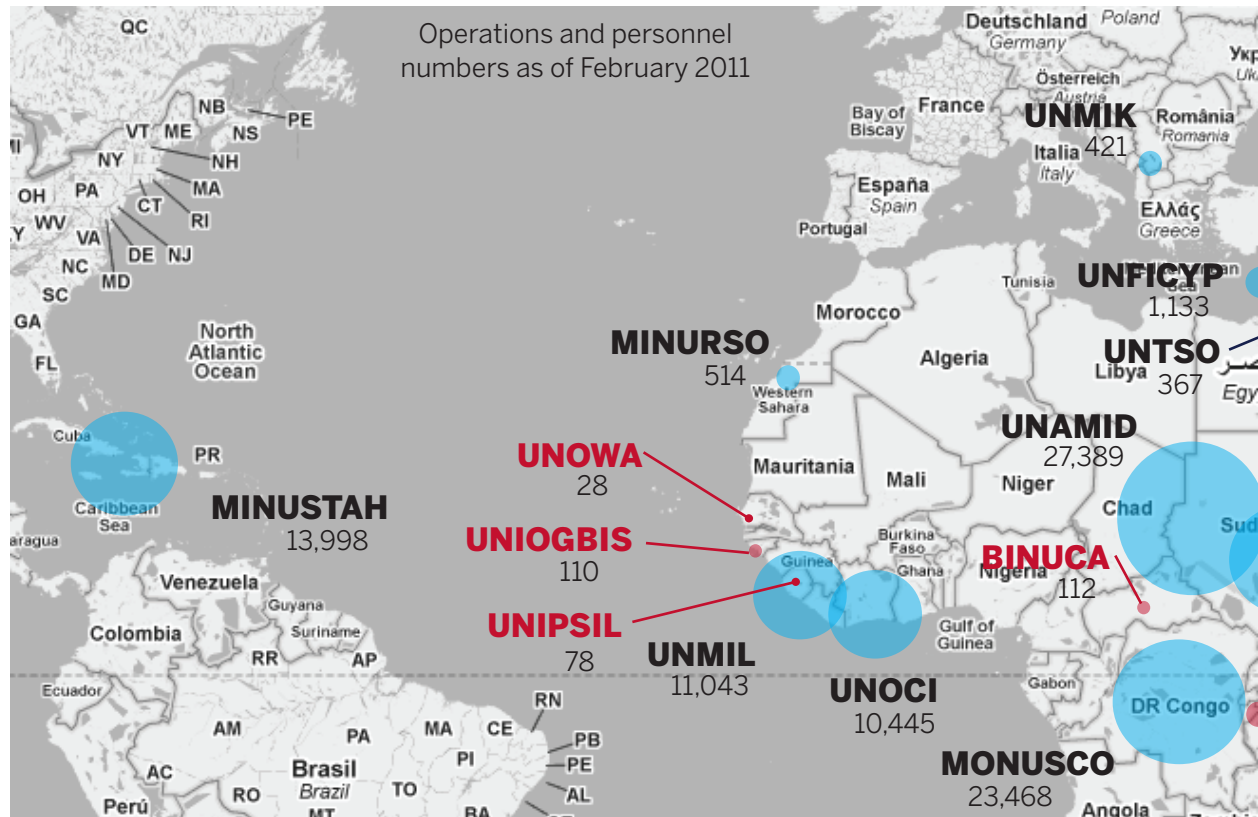 Operations and personnel
numbers as of February 2011
QC
NB
PE
VT
ME
NS
NY
NH
MA
OH
PA
CT
RI
WV
VA
DE
NJ
NC
MD
SC
GA
FL
North
Atlantic
Ocean
Cuba
PR
Caribbean
Sea
MINUSTAH
13,998
Venezuela
Guyana
Suriname
Colombia
RR
AP
Ecuador
AM
PA
MA
CE
RN
PB
PE
PI
AL
AC
RO
TO
BA
MT
Brasil
Brazil
Perú
Deutschland
Germany
Poland
Österreich
Austria
Bay of
Biscay
France
UNMIK
421
România
Romania
Italia
Italy
España
Spain
Portugal
Ελλάς
Greece
Sea
UNFICYP
1,133
Tunisia
Morocco
MINURSO
514
Western
Sahara
Algeria
Libya
UNTSO
367
UNAMID
27,389
Mauritania
Mali
Niger
Chad
UNOWA
28
UNIOGBIS
110
UNIPSIL
78
Guinea
Burkina
Faso
Ghana
Nigeria
BINUCA
112
UNMIL
11,043
UNOCI
10,445
Gulf of
Guinea
Gabon
DR Congo
MONUSCO
23,468
Angola